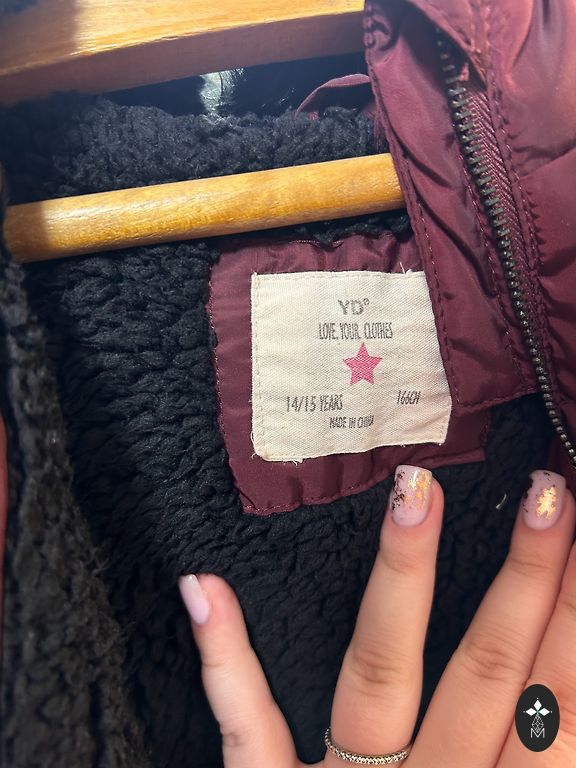 YD®
LOVE. YOUR. CLOTHES
14/15 YEARS 166CM
MADE IN CHINA
M